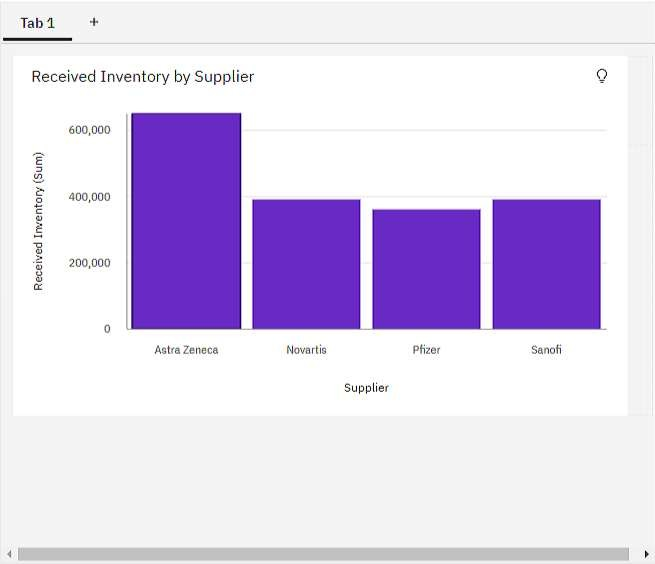 Tab 1 +
Received Inventory by Supplier
Received Inventory (Sum)
600,000
400,000
200,000
0
Astra Zeneca Novartis Pfizer Sanofi
Supplier